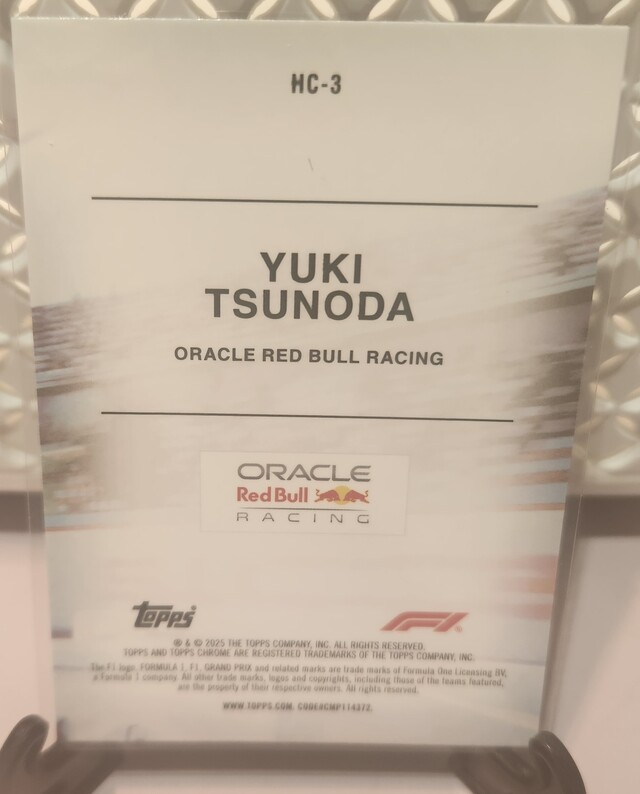 HC-3
YUKI
TSUNODA
ORACLE RED BULL RACING
ORACLE
Red Bull
RACING
Topps
F1
® & © 2025 THE TOPPS COMPANY, INC. ALL RIGHTS RESERVED.
TOPPS AND TOPPS CHROME ARE REGISTERED TRADEMARKS OF THE TOPPS COMPANY, INC.
The F1 logo, FORMULA 1, F1, GRAND PRIX and related marks are trade marks of Formula One Licensing BV,
a Formula 1 company. All other trade marks, logos and copyrights, including those of the teams featured,
are the property of their respective owners. All rights reserved.
WWW.TOPPS.COM. CODE#CMP114372.